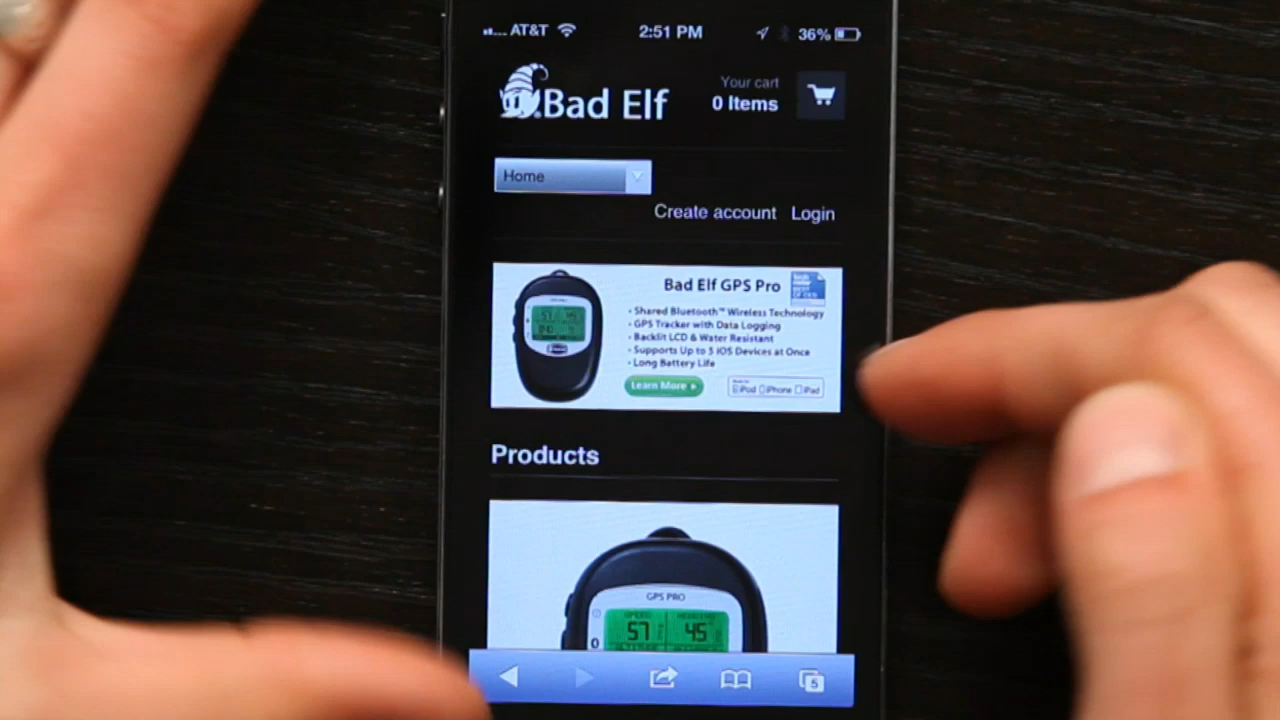 AT&T 2:51 PM 36%
Bad Elf
Your cart
0 Items
Home
Create account Login
Bad Elf GPS Pro
• Shared Bluetooth™ Wireless Technology
• GPS Tracker with Data Logging
• Backlit LCD & Water Resistant
• Supports Up to 5 iOS Devices at Once
• Long Battery Life
Learn More
iPod iPhone iPad
Products
GPS PRO
57 45
0
5